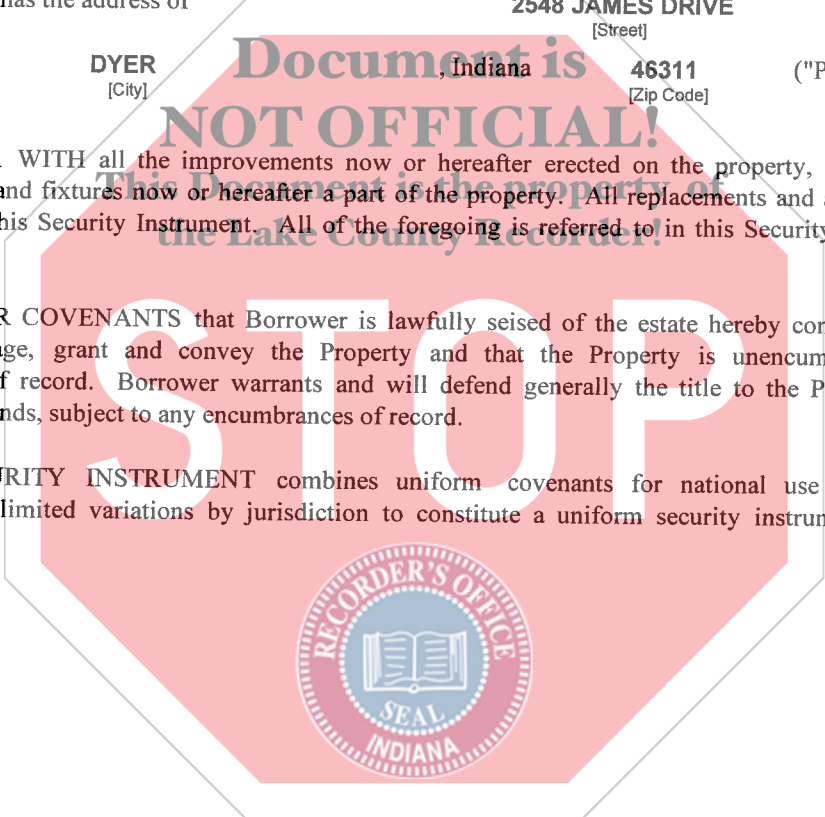 has the address of 2548 JAMES DRIVE
[Street]
DYER , Indiana 46311 ("P
[City] [Zip Code]
Document is
NOT OFFICIAL!
This Document is the property of
the Lake County Recorder!
WITH all the improvements now or hereafter erected on the property,
and fixtures now or hereafter a part of the property. All replacements and
his Security Instrument. All of the foregoing is referred to in this Security
R COVENANTS that Borrower is lawfully seised of the estate hereby con
age, grant and convey the Property and that the Property is unencum
f record. Borrower warrants and will defend generally the title to the P
nds, subject to any encumbrances of record.
URITY INSTRUMENT combines uniform covenants for national use
limited variations by jurisdiction to constitute a uniform security instrum
STOP
RECORDER'S OFFICE
SEAL
INDIANA